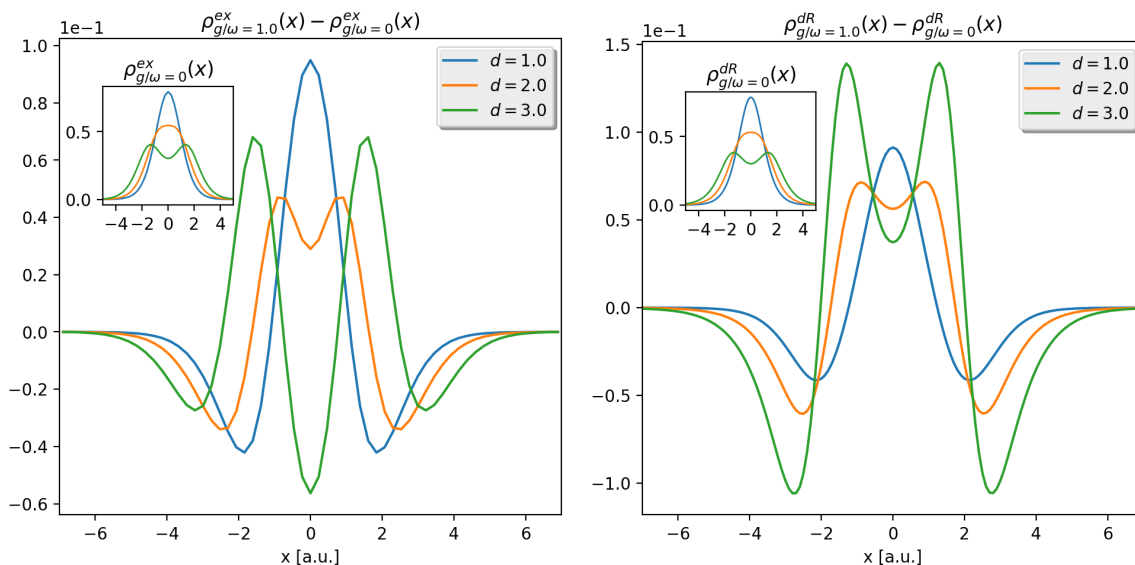 ρ^{ex}_{g/ω=1.0}(x) − ρ^{ex}_{g/ω=0}(x)
1e−1
1.0
0.8
0.6
0.4
0.2
0.0
−0.2
−0.4
−0.6
−6 −4 −2 0 2 4 6
x [a.u.]
d = 1.0
d = 2.0
d = 3.0
ρ^{ex}_{g/ω=0}(x)
0.5
0.0
−4 −2 0 2 4
ρ^{dR}_{g/ω=1.0}(x) − ρ^{dR}_{g/ω=0}(x)
1e−1
1.5
1.0
0.5
0.0
−0.5
−1.0
−6 −4 −2 0 2 4 6
x [a.u.]
d = 1.0
d = 2.0
d = 3.0
ρ^{dR}_{g/ω=0}(x)
0.5
0.0
−4 −2 0 2 4